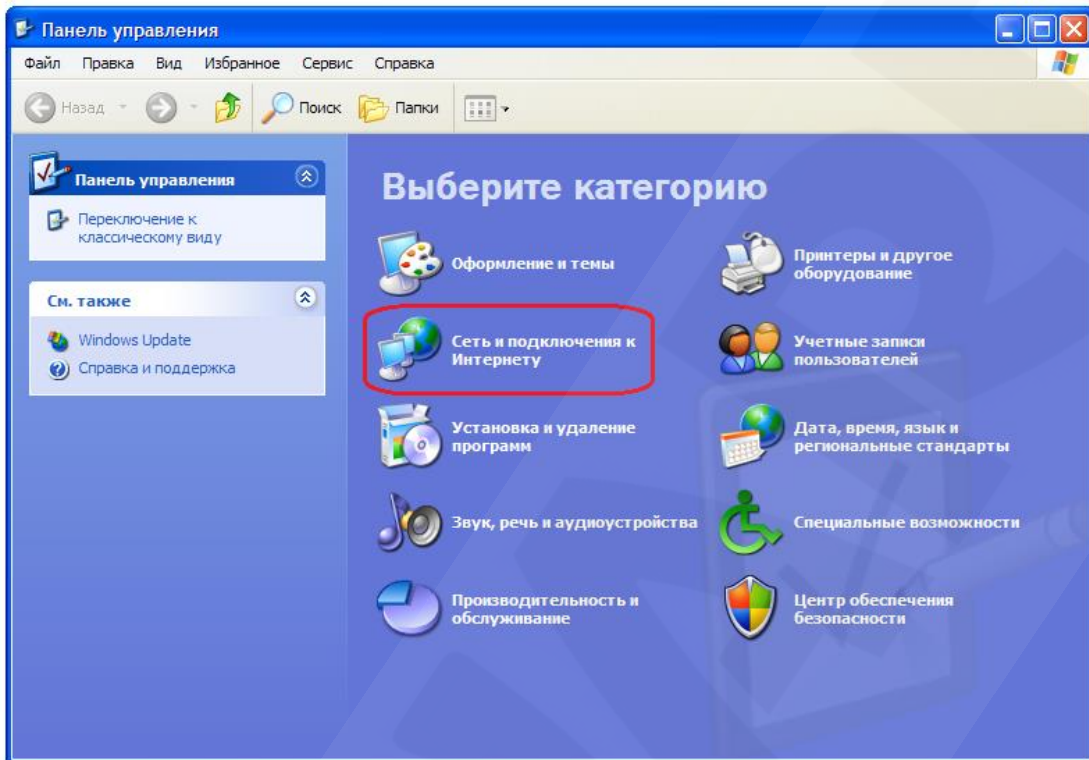 Панель управления
Файл Правка Вид Избранное Сервис Справка
Назад Поиск Папки
Панель управления
Переключение к
классическому виду
См. также
Windows Update
Справка и поддержка
Выберите категорию
Оформление и темы
Принтеры и другое
оборудование
Сеть и подключения к
Интернету
Учетные записи
пользователей
Установка и удаление
программ
Дата, время, язык и
региональные стандарты
Звук, речь и аудиоустройства
Специальные возможности
Производительность и
обслуживание
Центр обеспечения
безопасности